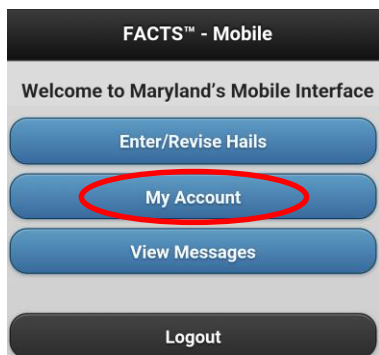 FACTS™ - Mobile
Welcome to Maryland's Mobile Interface
Enter/Revise Hails
My Account
View Messages
Logout